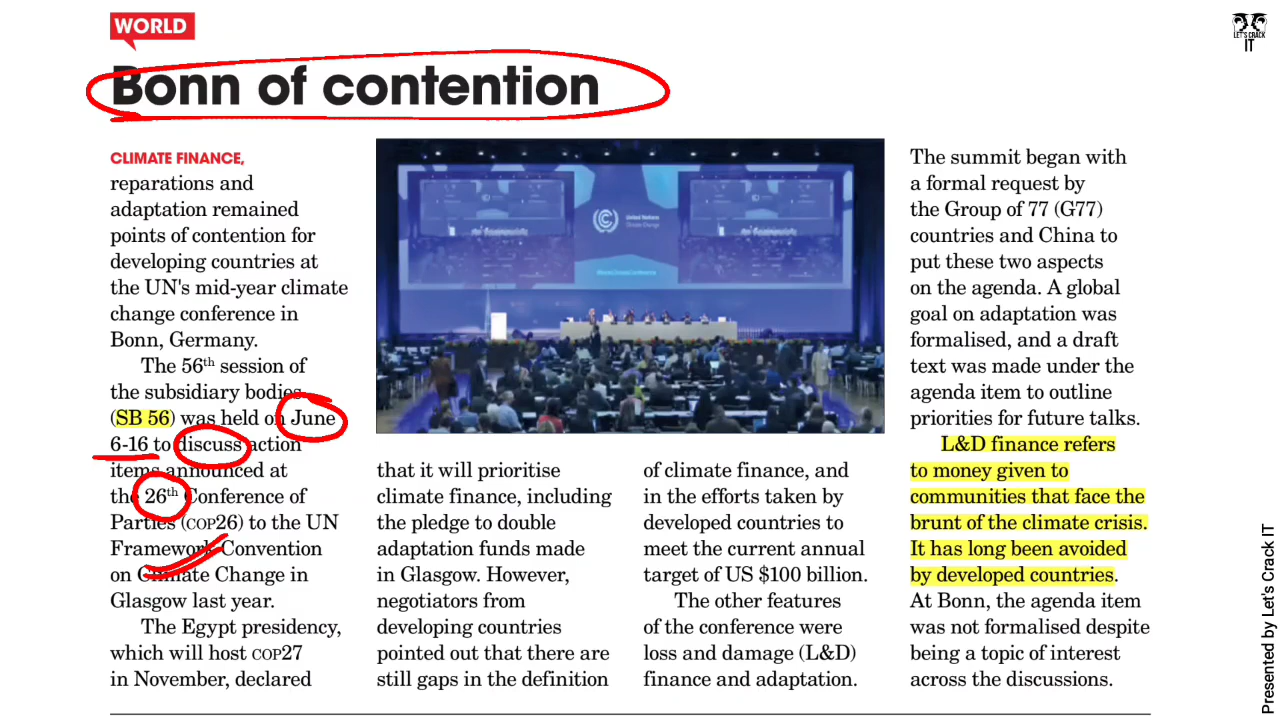 WORLD
LET'S CRACK
IT
Bonn of contention
CLIMATE FINANCE,
reparations and
adaptation remained
points of contention for
developing countries at
the UN's mid-year climate
change conference in
Bonn, Germany.
The 56th session of
the subsidiary bodies
(SB 56) was held on June
6-16 to discuss action
items announced at
the 26th Conference of
Parties (COP26) to the UN
Framework Convention
on Climate Change in
Glasgow last year.
The Egypt presidency,
which will host COP27
in November, declared
United Nations
Climate Change
that it will prioritise
climate finance, including
the pledge to double
adaptation funds made
in Glasgow. However,
negotiators from
developing countries
pointed out that there are
still gaps in the definition
of climate finance, and
in the efforts taken by
developed countries to
meet the current annual
target of US $100 billion.
The other features
of the conference were
loss and damage (L&D)
finance and adaptation.
The summit began with
a formal request by
the Group of 77 (G77)
countries and China to
put these two aspects
on the agenda. A global
goal on adaptation was
formalised, and a draft
text was made under the
agenda item to outline
priorities for future talks.
L&D finance refers
to money given to
communities that face the
brunt of the climate crisis.
It has long been avoided
by developed countries.
At Bonn, the agenda item
was not formalised despite
being a topic of interest
across the discussions.
Presented by Let's Crack IT